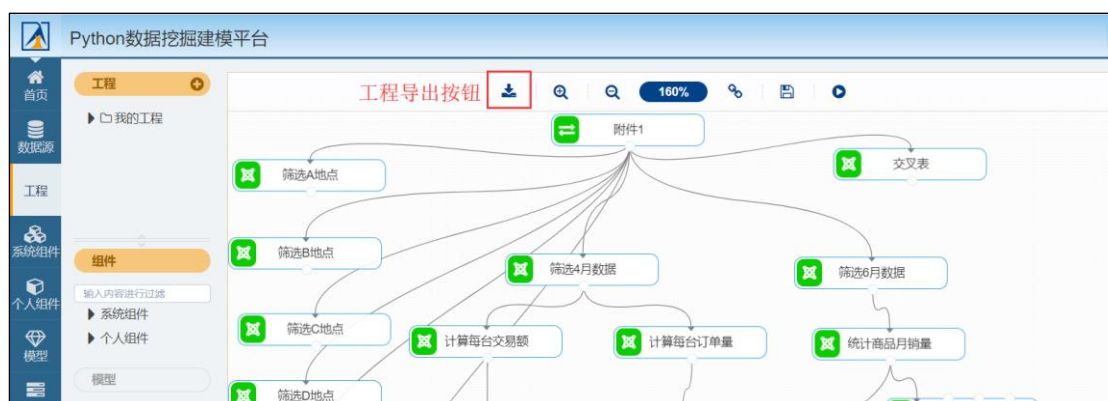 Python数据挖掘建模平台
首页
数据源
工程
系统组件
个人组件
模型
工程
我的工程
组件
输入内容进行过滤
系统组件
个人组件
模型
工程导出按钮
160%
附件1
筛选A地点
交叉表
筛选B地点
筛选4月数据
筛选6月数据
筛选C地点
计算每台交易额
计算每台订单量
统计商品月销量
筛选D地点